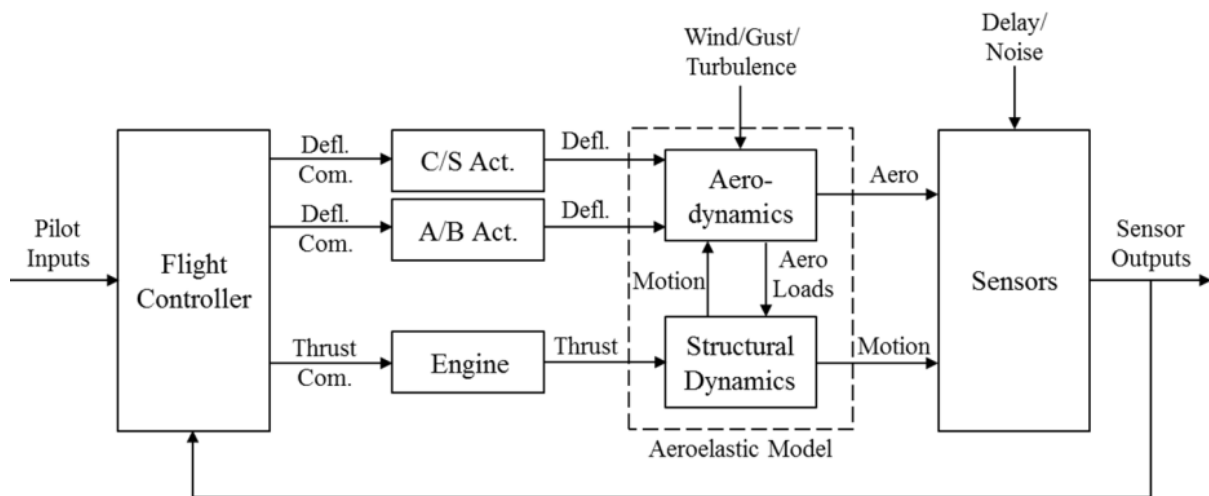 Wind/Gust/
Turbulence
Delay/
Noise
Pilot
Inputs
Flight
Controller
Defl.
Com.
C/S Act.
Defl.
Defl.
Com.
A/B Act.
Defl.
Thrust
Com.
Engine
Thrust
Aero-
dynamics
Motion
Aero
Loads
Structural
Dynamics
Aeroelastic Model
Aero
Motion
Sensors
Sensor
Outputs